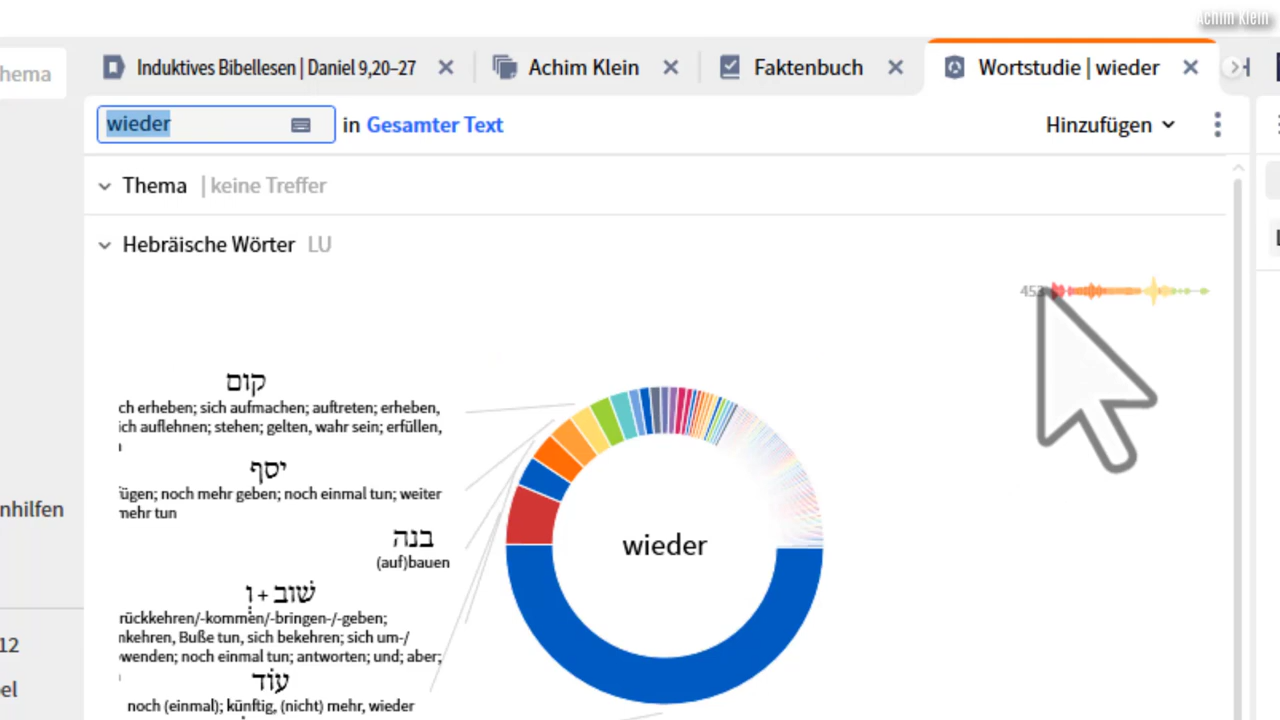 Achim Klein
hema
Induktives Bibellesen | Daniel 9,20–27
Achim Klein
Faktenbuch
Wortstudie | wieder
wieder in Gesamter Text
Hinzufügen
Thema | keine Treffer
Hebräische Wörter LU
453
קום
ch erheben; sich aufmachen; auftreten; erheben,
ich auflehnen; stehen; gelten, wahr sein; erfüllen,
יסף
fügen; noch mehr geben; noch einmal tun; weiter
mehr tun
בנה
(auf)bauen
שׁוּב + וְ
rückkehren/-kommen/-bringen-/-geben;
nkehren, Buße tun, sich bekehren; sich um-/
wenden; noch einmal tun; antworten; und; aber;
עוֹד
noch (einmal); künftig, (nicht) mehr, wieder
wieder
nhilfen
12
el